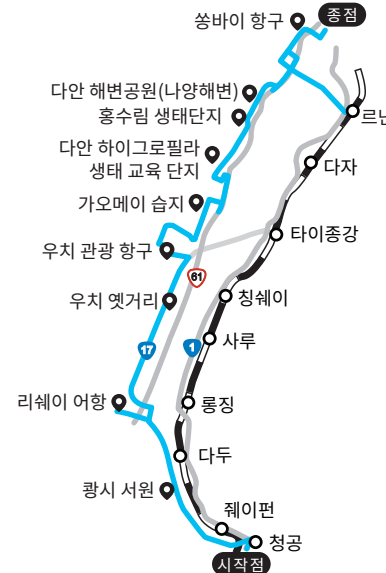 종점
쏭바이 항구
다안 해변공원(나양해변)
홍수림 생태단지
르난
다자
다안 하이그로필라
생태 교육 단지
가오메이 습지
타이종강
우치 관광 항구
61
우치 옛거리
칭쉐이
17
1
사루
리쉐이 어항
롱징
다두
쾅시 서원
줴이펀
청공
시작점